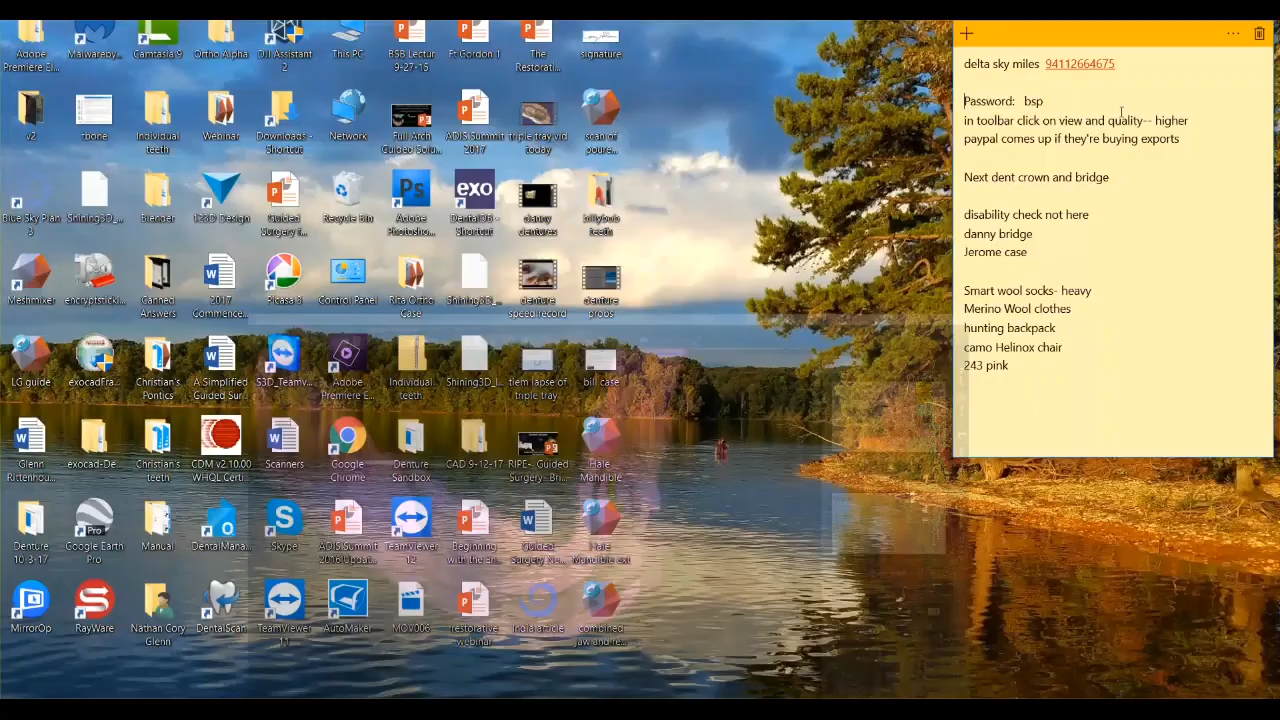 Adobe Premiere El...
Malwareby...
Camtasia 9
Ortho Alpha
DJI Assistant 2
This PC
BSB Lectur 9-27-15
Ft Gordon 1
The Restorati...
signature
v2
fbone
Individual teeth
Webinar
Downloads - Shortcut
Network
Full Arch Guided Solu...
ADIS Summit 2017
triple tray vid today
scan of poure...
Blue Sky Plan 3
Shining3D_...
Blender
123D Design
Guided Surgery f...
Recycle Bin
Ps
Adobe Photosho...
exo
DentalDB - Shortcut
danny dentures
billybob teeth
Meshmixer
encryptstickl...
Canned Answers
2017 Commence...
Picasa 3
Control Panel
Rita Ortho Case
Shining3D_...
denture speed record
denture probs
LG guide
exocadFra...
Christian's Pontics
A Simplified Guided Sur...
S3D_Teamv...
Adobe Premiere E...
Individual teeth
Shining3D_I...
tiem lapse of triple tray
bill case
Glenn Rittenhou...
exocad-De...
Christian's teeth
CDM v2.10.00 WHQL Certi...
Scanners
Google Chrome
Denture Sandbox
CAD 9-12-17
RIPE- Guided Surgery- Bri...
Hale Mandible
Denture 10-3-17
Pro
Google Earth Pro
Manual
DentalMana...
Skype
ADIS Summit 2016 Updat...
TeamViewer 12
Beginning with the en...
Guided Surgery No...
Hale Mandible ext
MirrorOp
RayWare
Nathan Cory Glenn
DentalScan
TeamViewer 11
AutoMaker
MOV006
restorative webinar
India article
combined jaw and re...
delta sky miles 94112664675
Password: bsp
in toolbar click on view and quality-- higher
paypal comes up if they're buying exports
Next dent crown and bridge
disability check not here
danny bridge
Jerome case
Smart wool socks- heavy
Merino Wool clothes
hunting backpack
camo Helinox chair
243 pink